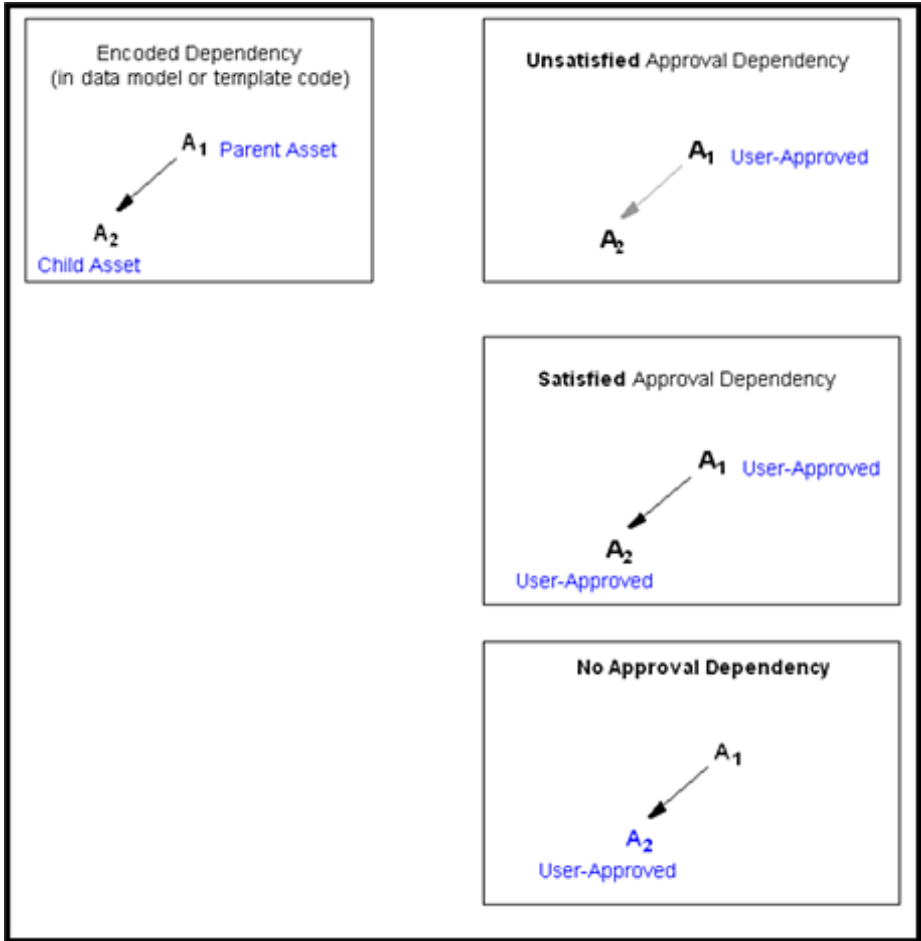 Encoded Dependency
(in data model or template code)
A1 Parent Asset
A2
Child Asset
Unsatisfied Approval Dependency
A1 User-Approved
A2
Satisfied Approval Dependency
A1 User-Approved
A2
User-Approved
No Approval Dependency
A1
A2
User-Approved